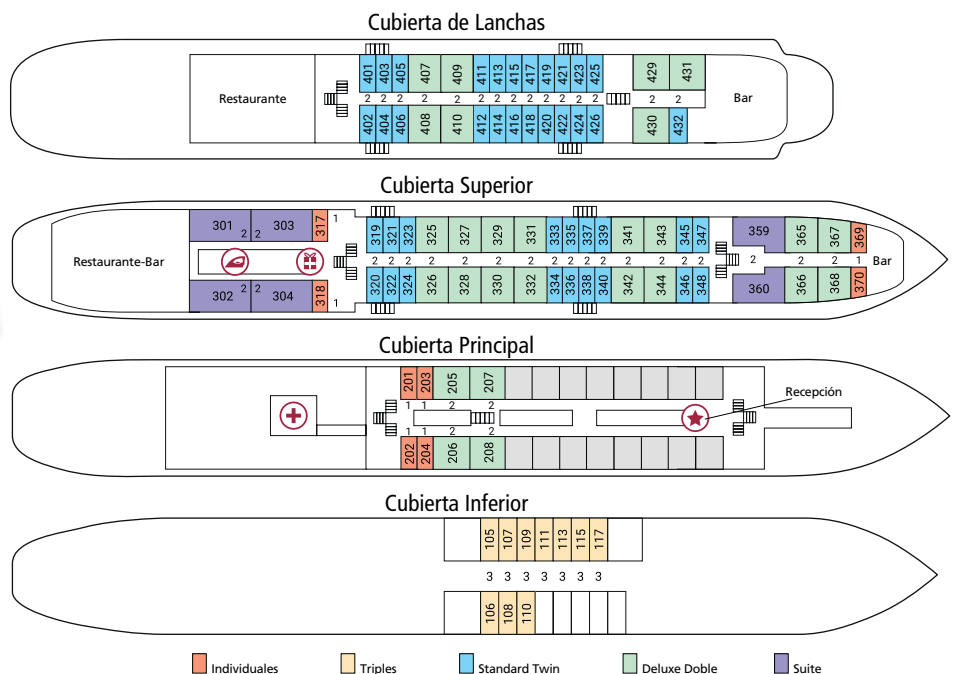 Cubierta de Lanchas
401 403 405 407 409 411 413 415 417 419 421 423 425 429 431
Restaurante
2 2 2 2 2 2 2 2 2 2 2 2 2 2 2
Bar
402 404 406 408 410 412 414 416 418 420 422 424 426 430 432
Cubierta Superior
301 303 317 1 319 321 323 325 327 329 331 333 335 337 339 341 343 345 347 359 365 367 369
2 2
Restaurante-Bar
2 2 2 2 2 2 2 2 2 2 2 2 2 2 2 2 2 2 1
Bar
2 2
302 304 318 1 320 322 324 326 328 330 332 334 336 338 340 342 344 346 348 360 366 368 370
Cubierta Principal
201 203 205 207
Recepción
1 1 2 2
1 1 2 2
202 204 206 208
Cubierta Inferior
105 107 109 111 113 115 117
3 3 3 3 3 3 3
106 108 110
Individuales Triples Standard Twin Deluxe Doble Suite